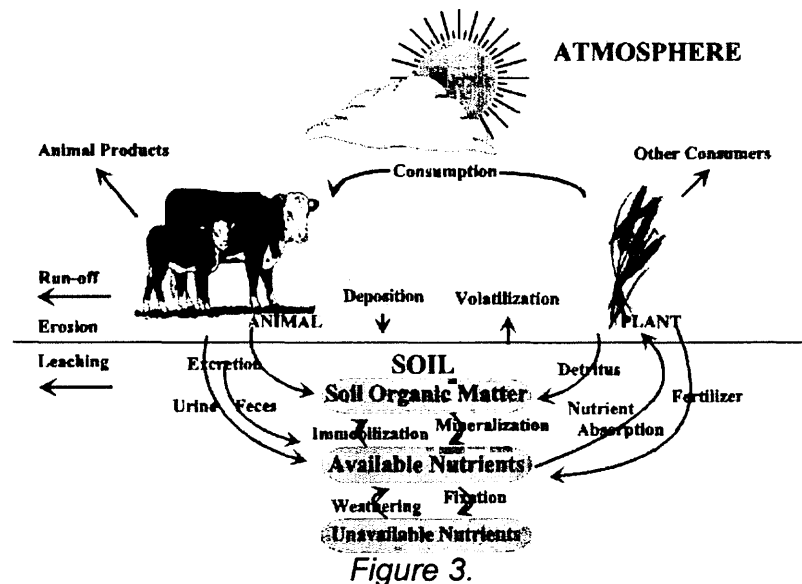 ATMOSPHERE
Animal Products
Other Consumers
Consumption
Run-off
Deposition
Volatilization
Erosion
ANIMAL
PLANT
Leaching
SOIL
Excretion
Detritus
Soil Organic Matter
Fertilizer
Urine Feces
Nutrient
Absorption
Immobilization
Mineralization
Available Nutrients
Weathering
Fixation
Unavailable Nutrients
Figure 3.